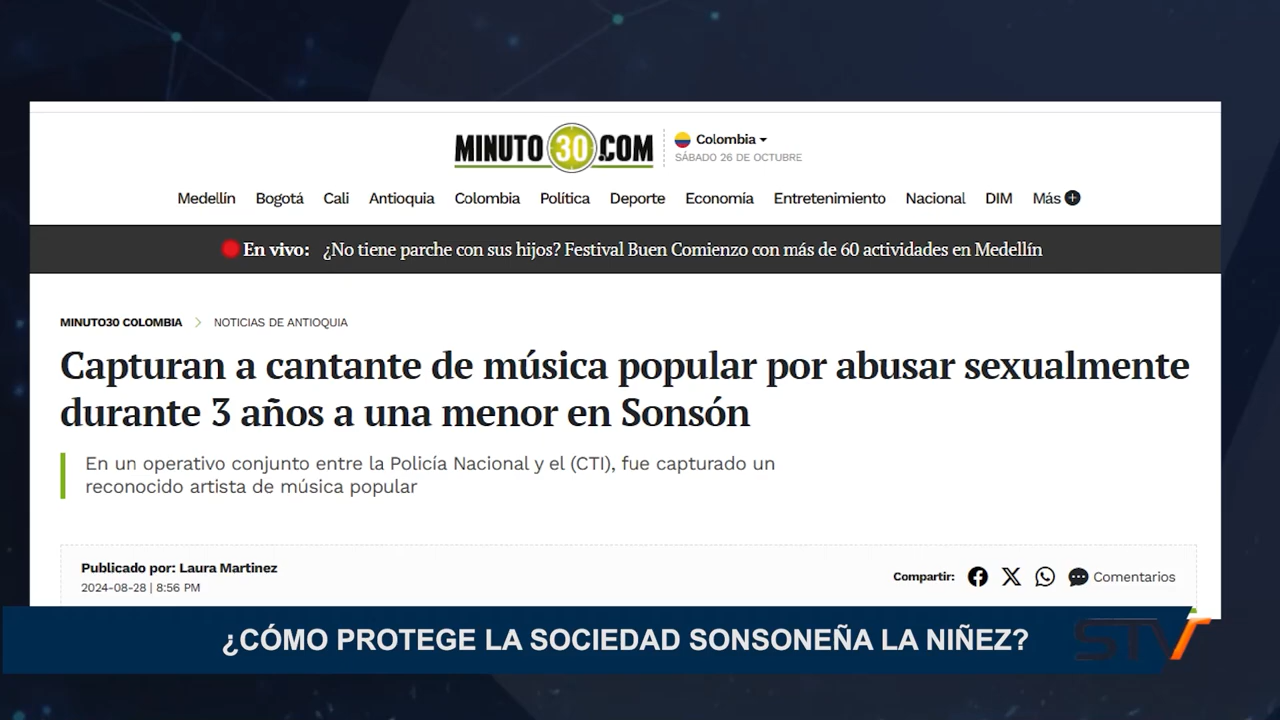 MINUTO30.COM
Colombia
SÁBADO 26 DE OCTUBRE
Medellín Bogotá Cali Antioquia Colombia Política Deporte Economía Entretenimiento Nacional DIM Más
En vivo: ¿No tiene parche con sus hijos? Festival Buen Comienzo con más de 60 actividades en Medellín
MINUTO30 COLOMBIA > NOTICIAS DE ANTIOQUIA
Capturan a cantante de música popular por abusar sexualmente
durante 3 años a una menor en Sonsón
En un operativo conjunto entre la Policía Nacional y el (CTI), fue capturado un
reconocido artista de música popular
Publicado por: Laura Martinez
2024-08-28 | 8:56 PM
Compartir: Comentarios
¿CÓMO PROTEGE LA SOCIEDAD SONSONEÑA LA NIÑEZ?
STV